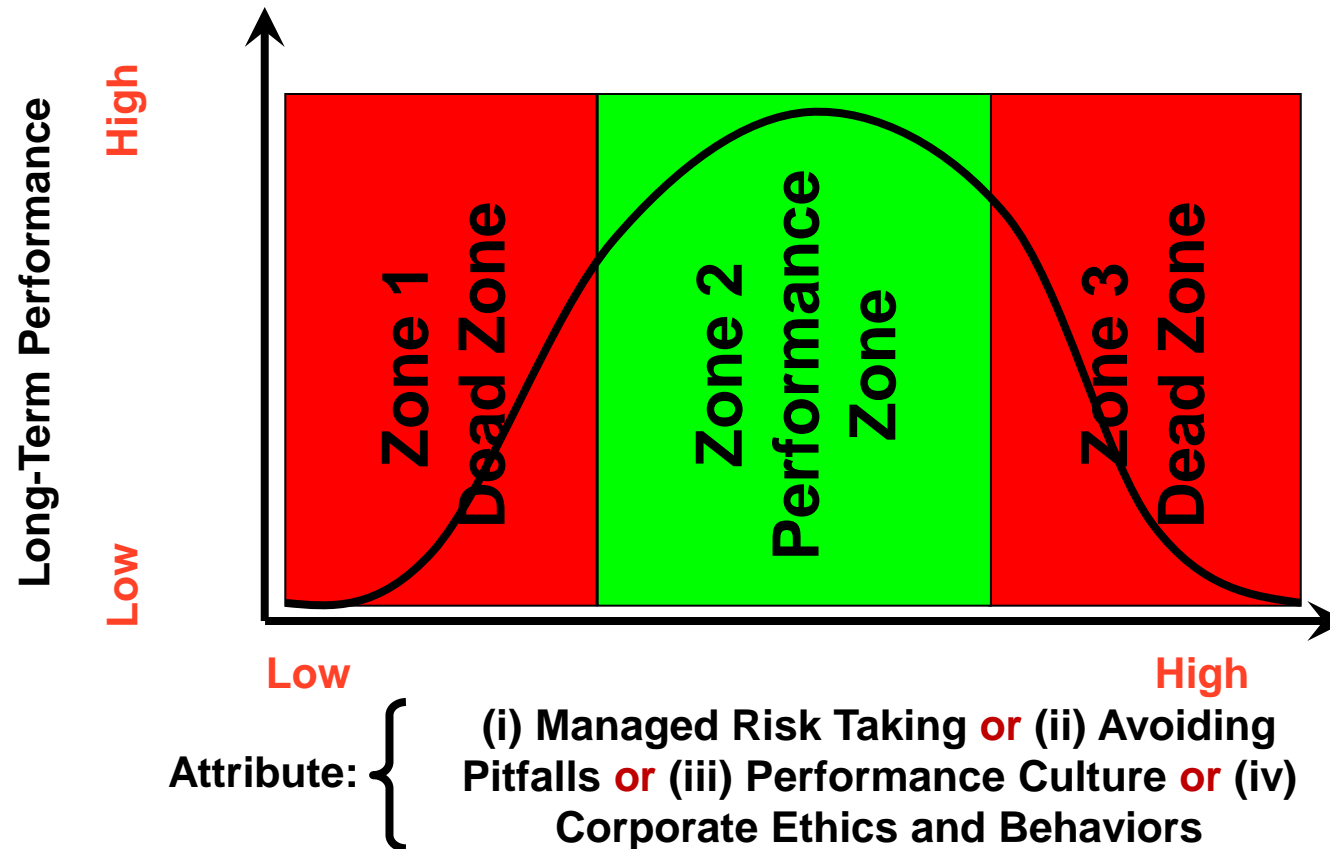 Long-Term Performance
High
Low
Zone 1
Dead Zone
Zone 2
Performance
Zone
Zone 3
Dead Zone
Low
High
Attribute:
(i) Managed Risk Taking or (ii) Avoiding
Pitfalls or (iii) Performance Culture or (iv)
Corporate Ethics and Behaviors